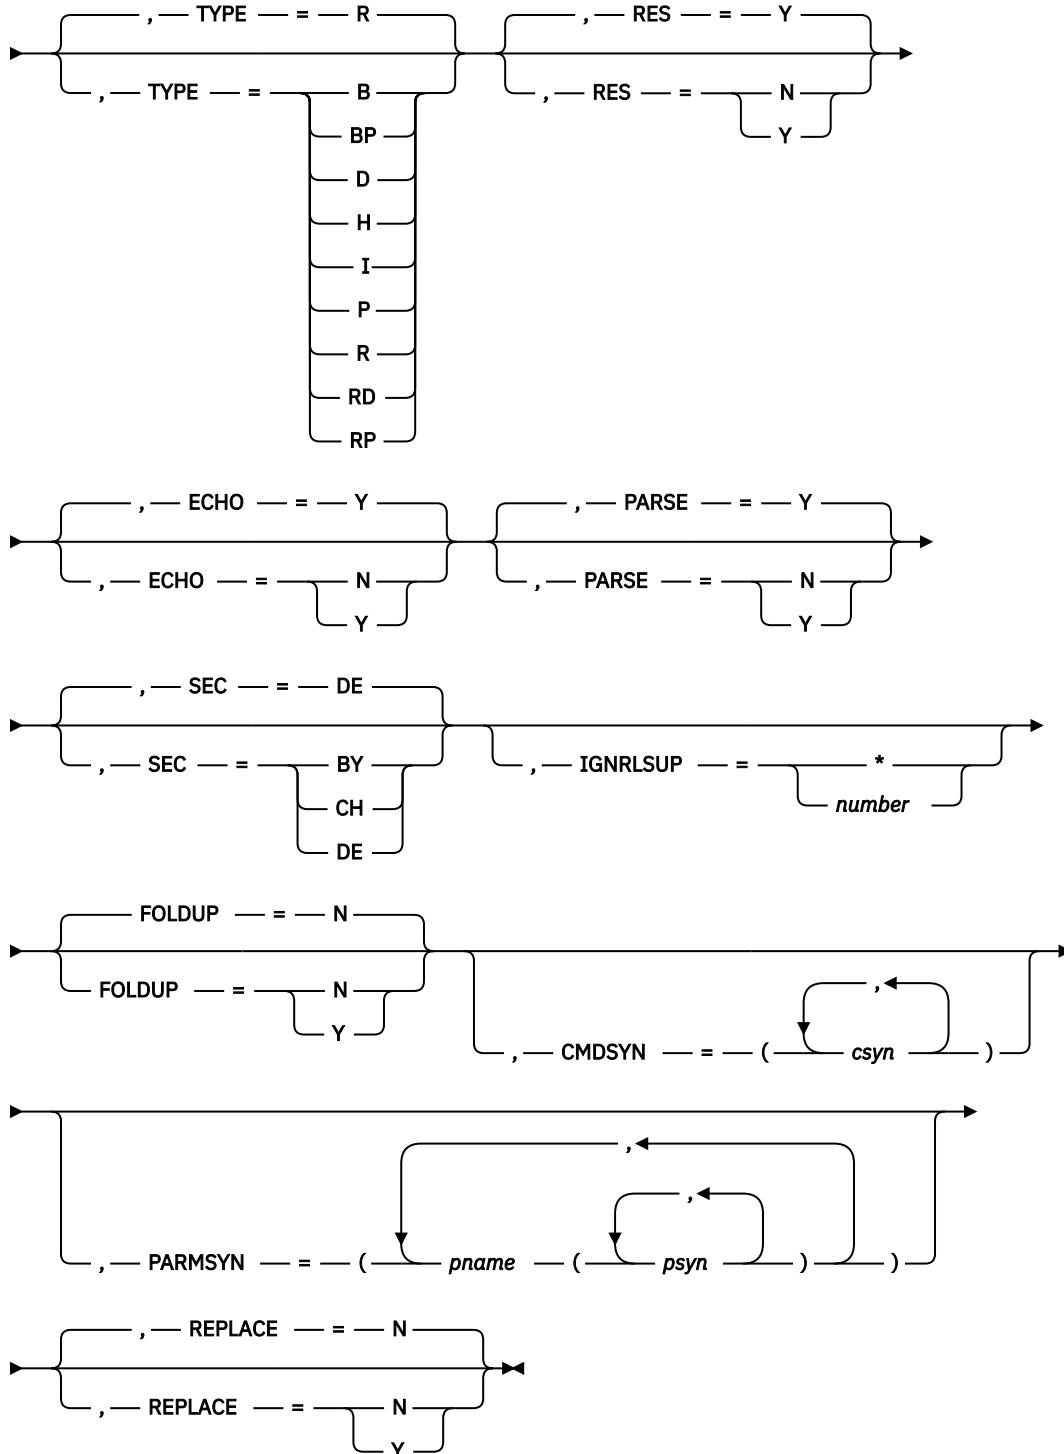 , TYPE = R , RES = Y
, TYPE = B , RES = N
BP Y
D
H
I
P
R
RD
RP
, ECHO = Y , PARSE = Y
, ECHO = N , PARSE = N
Y Y
, SEC = DE
, SEC = BY , IGNRLSUP = *
CH number
DE
FOLDUP = N
FOLDUP = N ,
Y
, CMDSYN = ( csyn )
,
,
, PARMSYN = ( pname ( psyn ) )
, REPLACE = N
, REPLACE = N
Y